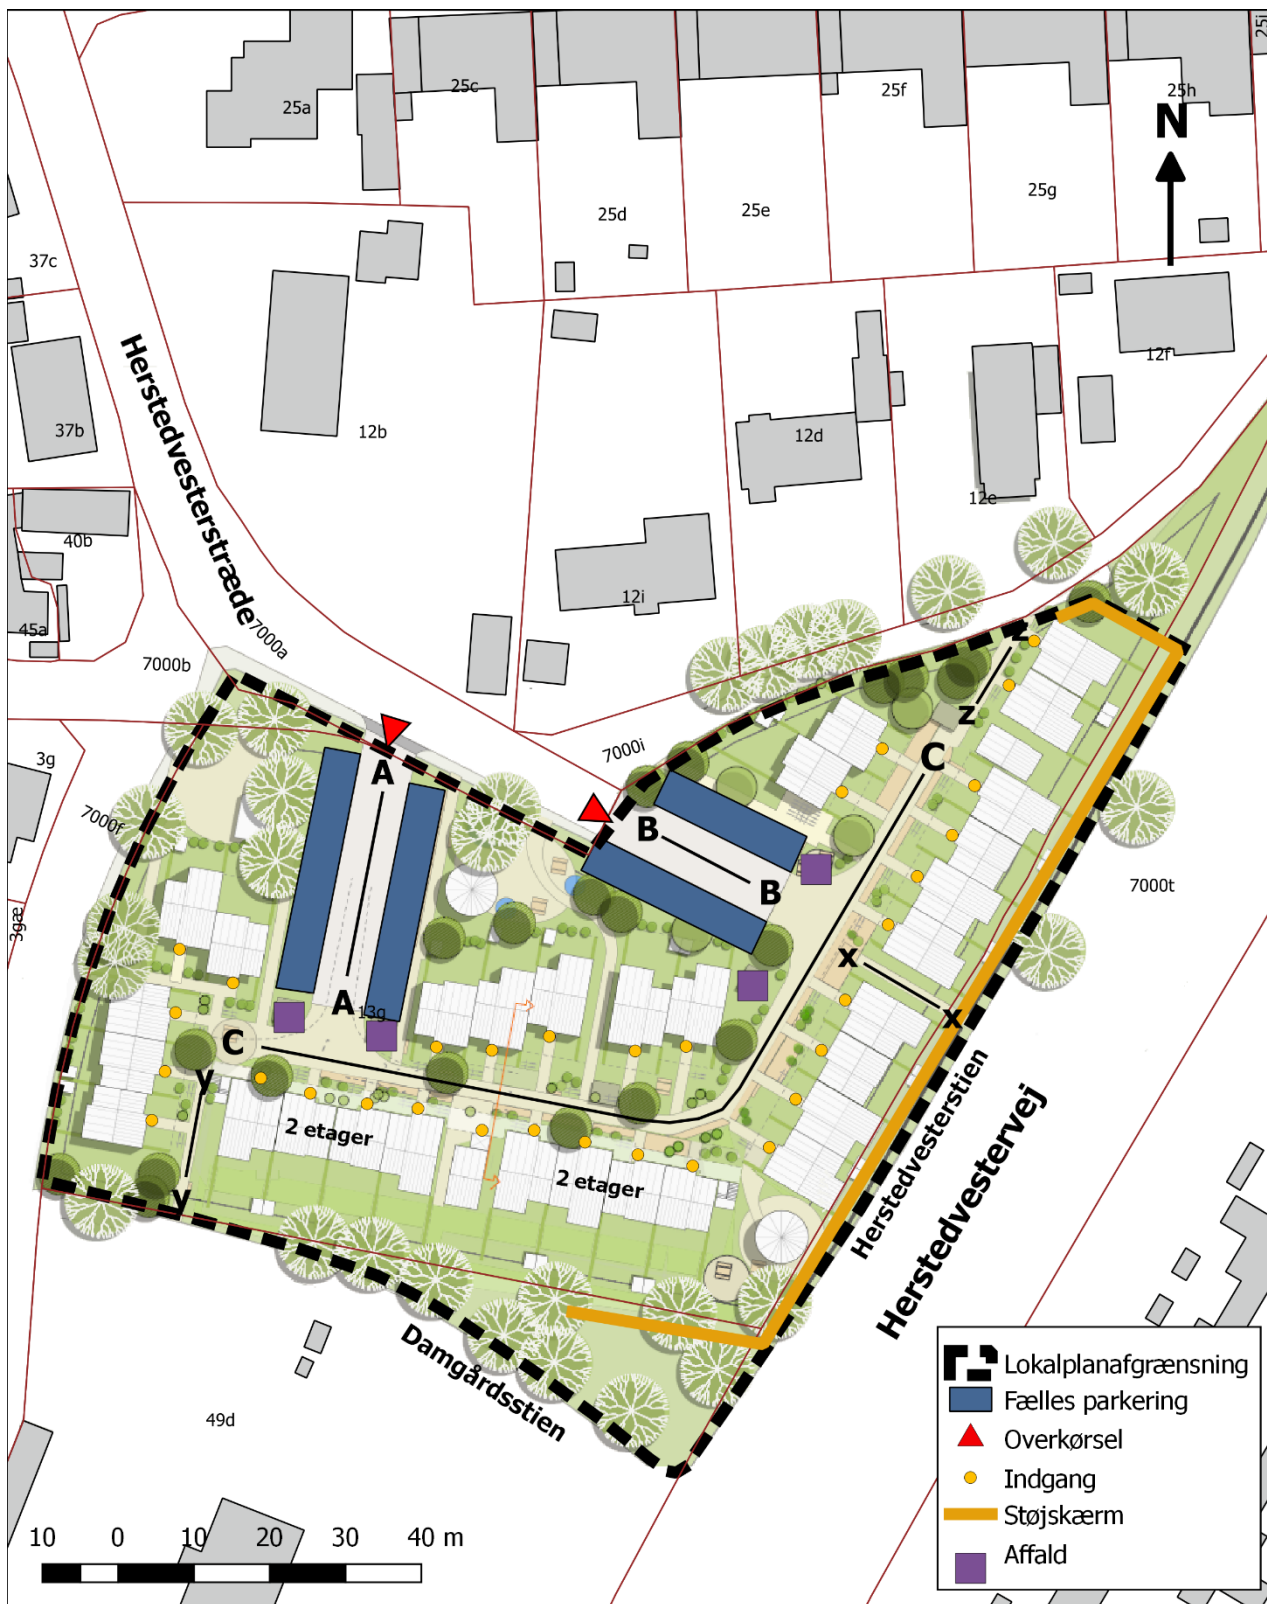 25i
25c
25a
25f
25h
N
25d
25e
25g
37c
12f
Herstedvesterstræde
37b
12b
12d
12e
40b
12i
45a
7000a
7000b
z
7000i
3g
A
z
C
7000f
B
B
7000t
3gæ
x
A
13g
x
C
y
2 etager
2 etager
y
Herstedvesterstien
Herstedvestervej
Damgårdsstien
49d
Lokalplanafgrænsning
Fælles parkering
Overkørsel
Indgang
Støjskærm
Affald
10 0 10 20 30 40 m